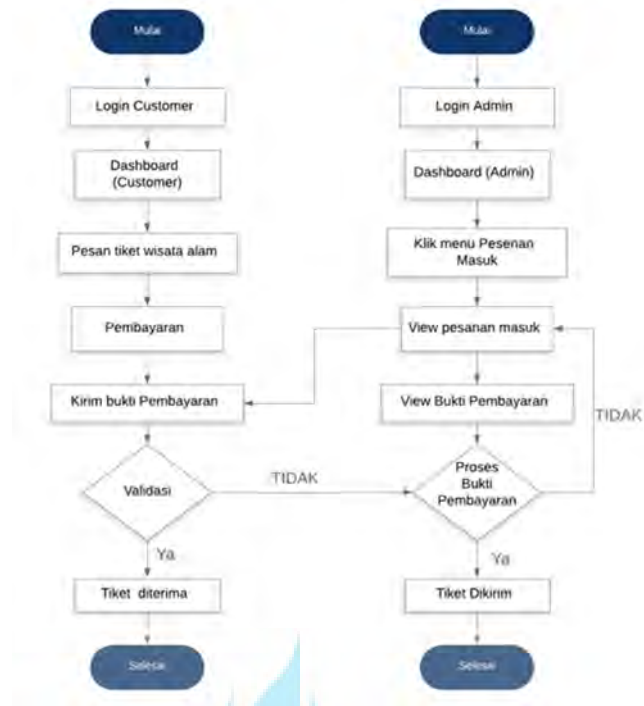 Mulai
Login Customer
Dashboard
(Customer)
Pesan tiket wisata alam
Pembayaran
Kirim bukti Pembayaran
Validasi
TIDAK
Ya
Tiket diterima
Selesai
Mulai
Login Admin
Dashboard (Admin)
Klik menu Pesenan
Masuk
View pesanan masuk
View Bukti Pembayaran
TIDAK
Proses
Bukti
Pembayaran
Ya
Tiket Dikirim
Selesai